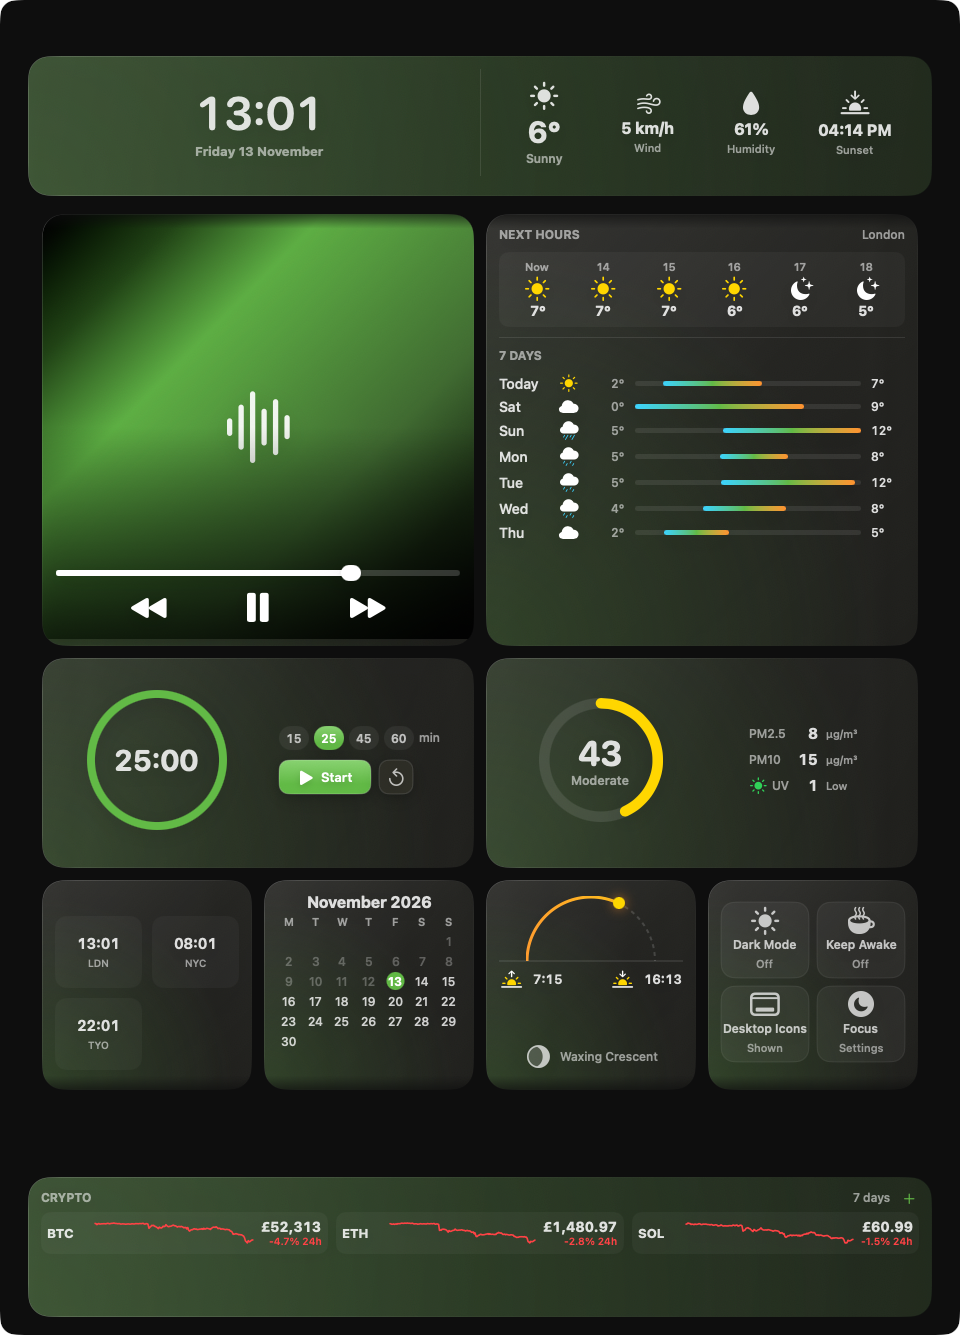 13:01
Friday 13 November
6°
Sunny
5 km/h
Wind
61%
Humidity
04:14 PM
Sunset
NEXT HOURS London
Now 14 15 16 17 18
7° 7° 7° 6° 6° 5°
7 DAYS
Today 2° 7°
Sat 0° 9°
Sun 5° 12°
Mon 5° 8°
Tue 5° 12°
Wed 4° 8°
Thu 2° 5°
25:00
15 25 45 60 min
Start
43
Moderate
PM2.5 8 µg/m³
PM10 15 µg/m³
UV 1 Low
13:01
LDN
08:01
NYC
22:01
TYO
November 2026
M T W T F S S
1
2 3 4 5 6 7 8
9 10 11 12 13 14 15
16 17 18 19 20 21 22
23 24 25 26 27 28 29
30
7:15 16:13
Waxing Crescent
Dark Mode
Off
Keep Awake
Off
Desktop Icons
Shown
Focus
Settings
CRYPTO 7 days +
BTC £52,313
-4.7% 24h
ETH £1,480.97
-2.8% 24h
SOL £60.99
-1.5% 24h